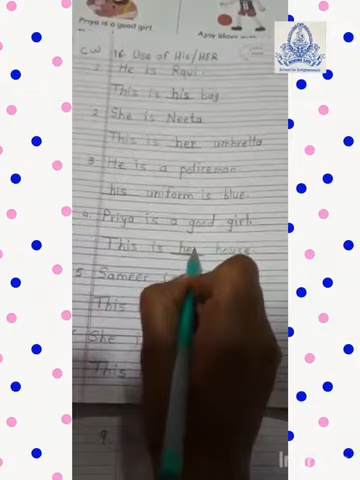 Priya is a good girl
Ajay
CW 16 Use of His/HER
1. He is Ravi.
This is his bag
2. She is Neeta
This is her umbrella
3. He is a policeman
his uniform is blue.
4. Priya is a good girl.
This is her house
5. Sameer
This
She
This
9.